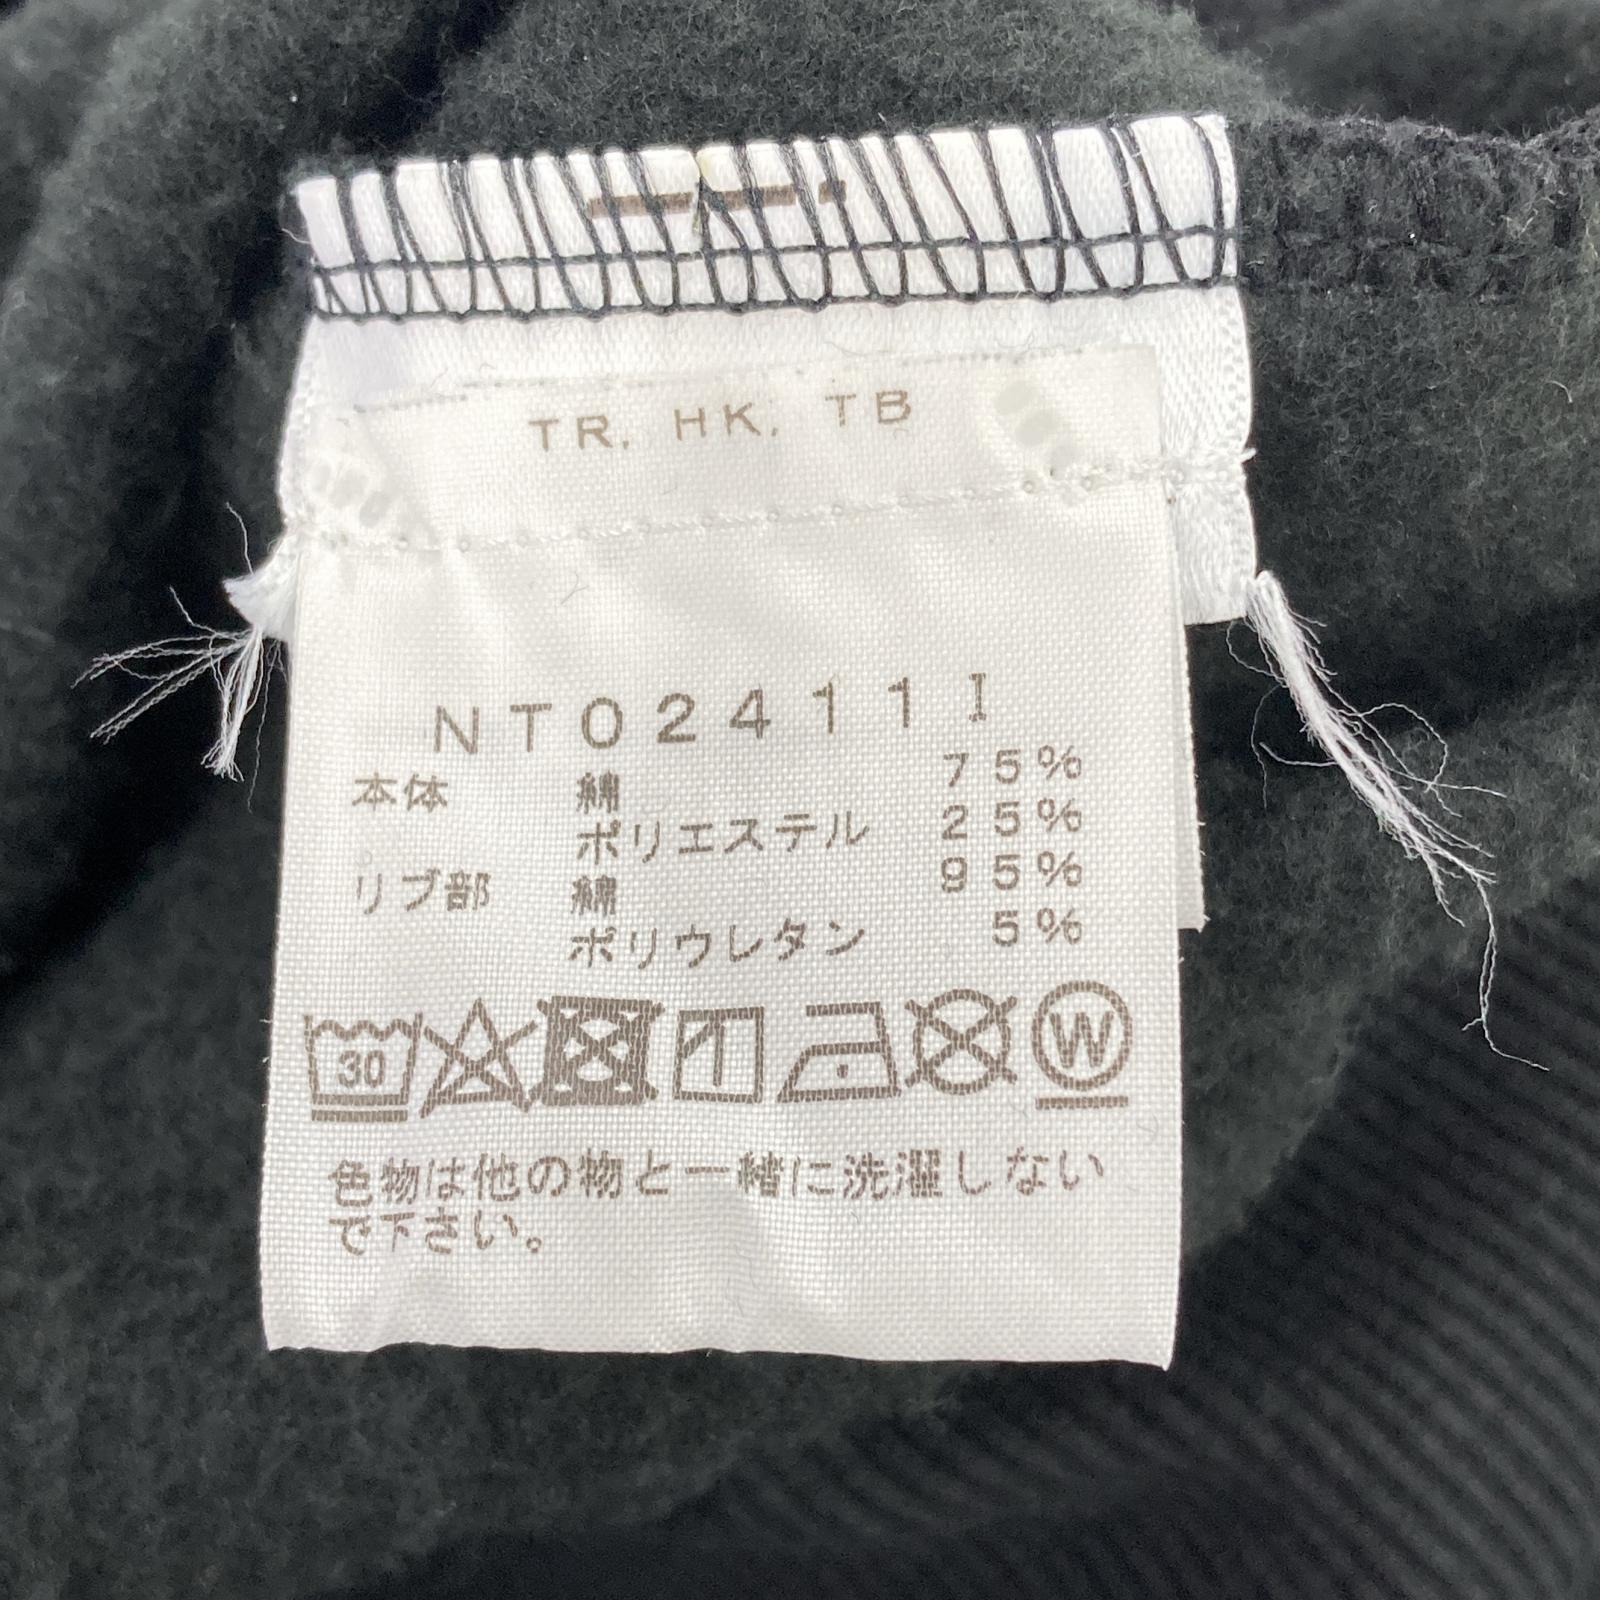 TR, HK, TB
NT02411I
本体 綿 75%
ポリエステル 25%
リブ部 綿 95%
ポリウレタン 5%
30 W
色物は他の物と一緒に洗濯しない
で下さい。